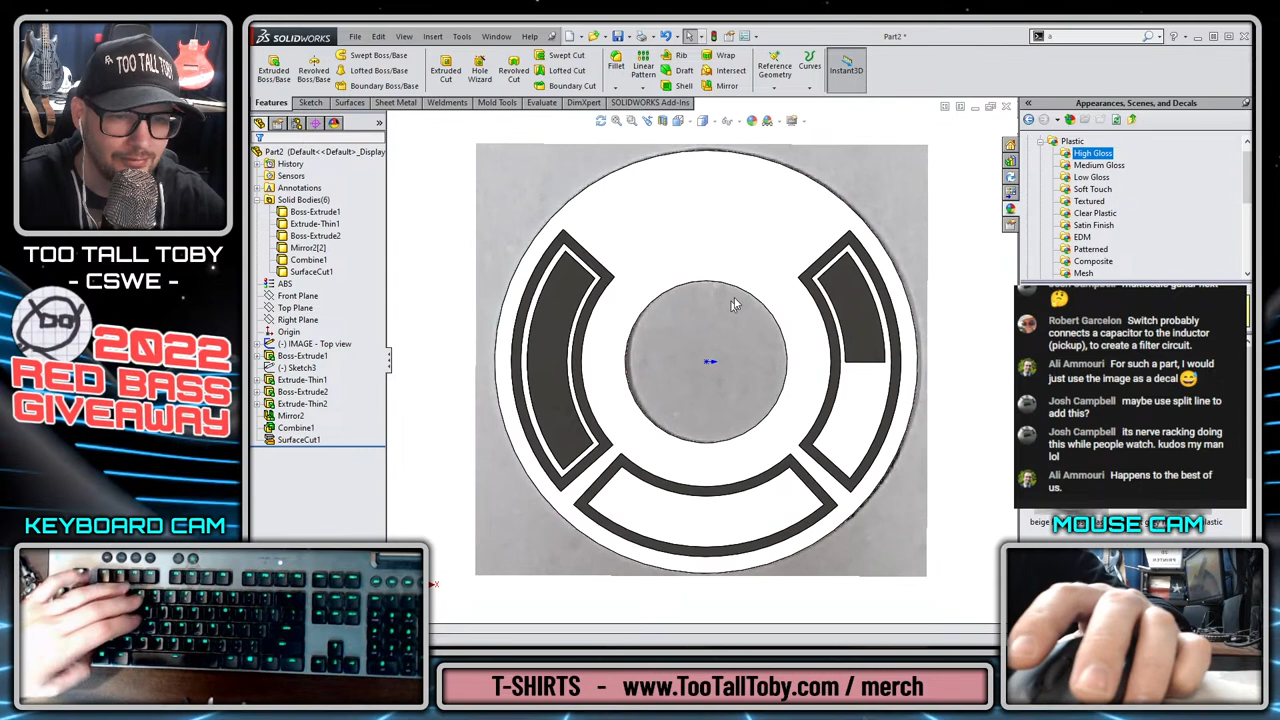 SOLIDWORKS
File
Edit
View
Insert
Tools
Window
Help
Part2 *
a
Extruded Boss/Base
Revolved Boss/Base
Swept Boss/Base
Lofted Boss/Base
Boundary Boss/Base
Extruded Cut
Hole Wizard
Revolved Cut
Swept Cut
Lofted Cut
Boundary Cut
Fillet
Linear Pattern
Rib
Draft
Shell
Wrap
Intersect
Mirror
Reference Geometry
Curves
Instant3D
Features
Sketch
Surfaces
Sheet Metal
Weldments
Mold Tools
Evaluate
DimXpert
SOLIDWORKS Add-Ins
Part2 (Default<<Default>_Display
History
Sensors
Annotations
Solid Bodies(6)
Boss-Extrude1
Extrude-Thin1
Boss-Extrude2
Mirror2[2]
Combine1
SurfaceCut1
ABS
Front Plane
Top Plane
Right Plane
Origin
(-) IMAGE - Top view
Boss-Extrude1
(-) Sketch3
Extrude-Thin1
Boss-Extrude2
Extrude-Thin2
Mirror2
Combine1
SurfaceCut1
X
Appearances, Scenes, and Decals
Plastic
High Gloss
Medium Gloss
Low Gloss
Soft Touch
Textured
Clear Plastic
Satin Finish
EDM
Patterned
Composite
Mesh
Robert Garcelon: Switch probably
connects a capacitor to the inductor
(pickup), to create a filter circuit.
Ali Ammouri: For such a part, I would
just use the image as a decal😅
Josh Campbell: maybe use split line to
add this?
Josh Campbell: its nerve racking doing
this while people watch. kudos my man
lol
Ali Ammouri: Happens to the best of
us.
beige
TOO TALL TOBY
TOO TALL TOBY
- CSWE -
2022
RED BASS
GIVEAWAY
KEYBOARD CAM
MOUSE CAM
T-SHIRTS - www.TooTallToby.com / merch